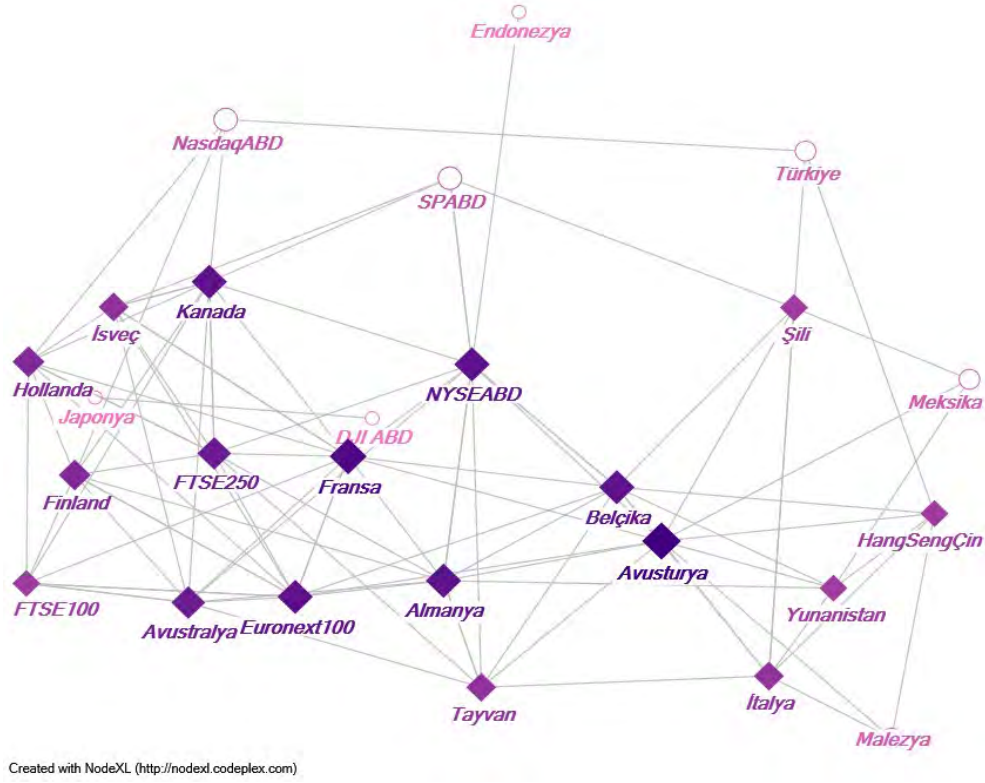 Endonezya
NasdaqABD
Türkiye
SPABD
Kanada
İsveç
Şili
Hollanda
NYSEABD
Meksika
Japonya
DJI ABD
FTSE250
Fransa
Finland
Belçika
HangSengÇin
Avusturya
FTSE100
Almanya
Yunanistan
Avustralya
Euronext100
İtalya
Tayvan
Malezya
Created with NodeXL (http://nodexl.codeplex.com)